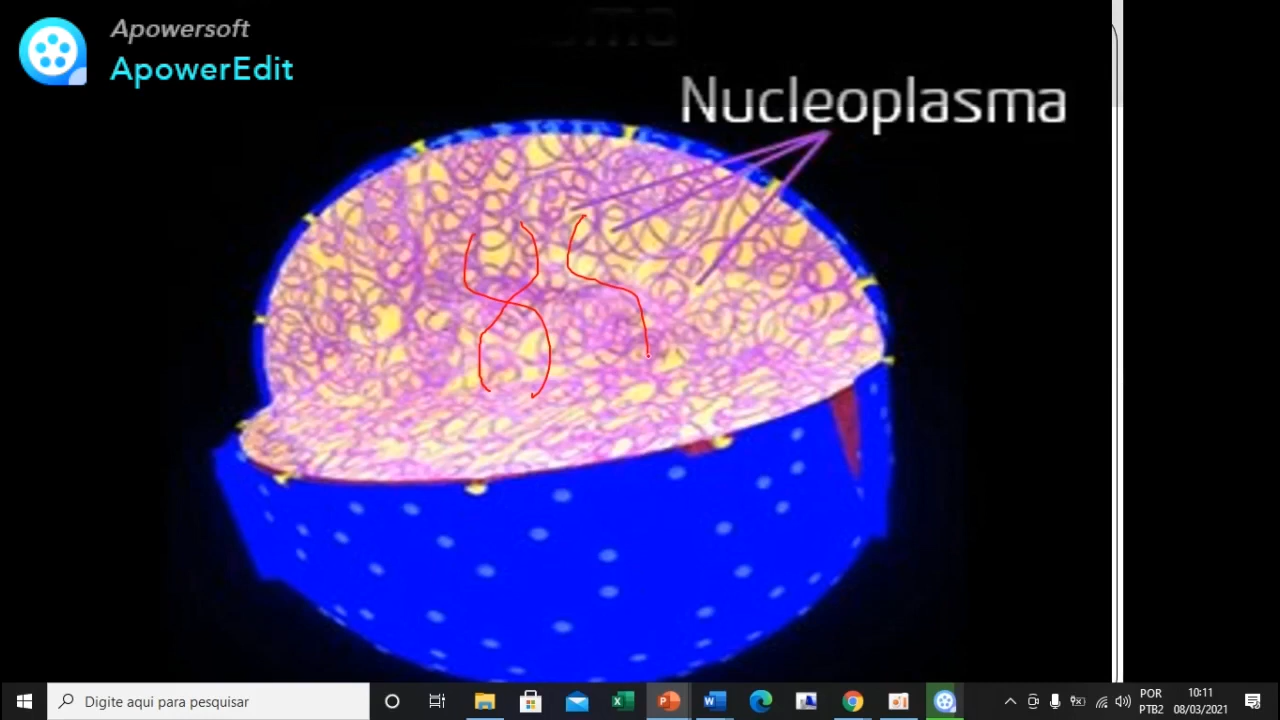 Apowersoft
ApowerEdit
Nucleoplasma
Digite aqui para pesquisar
POR
PTB2
10:11
08/03/2021